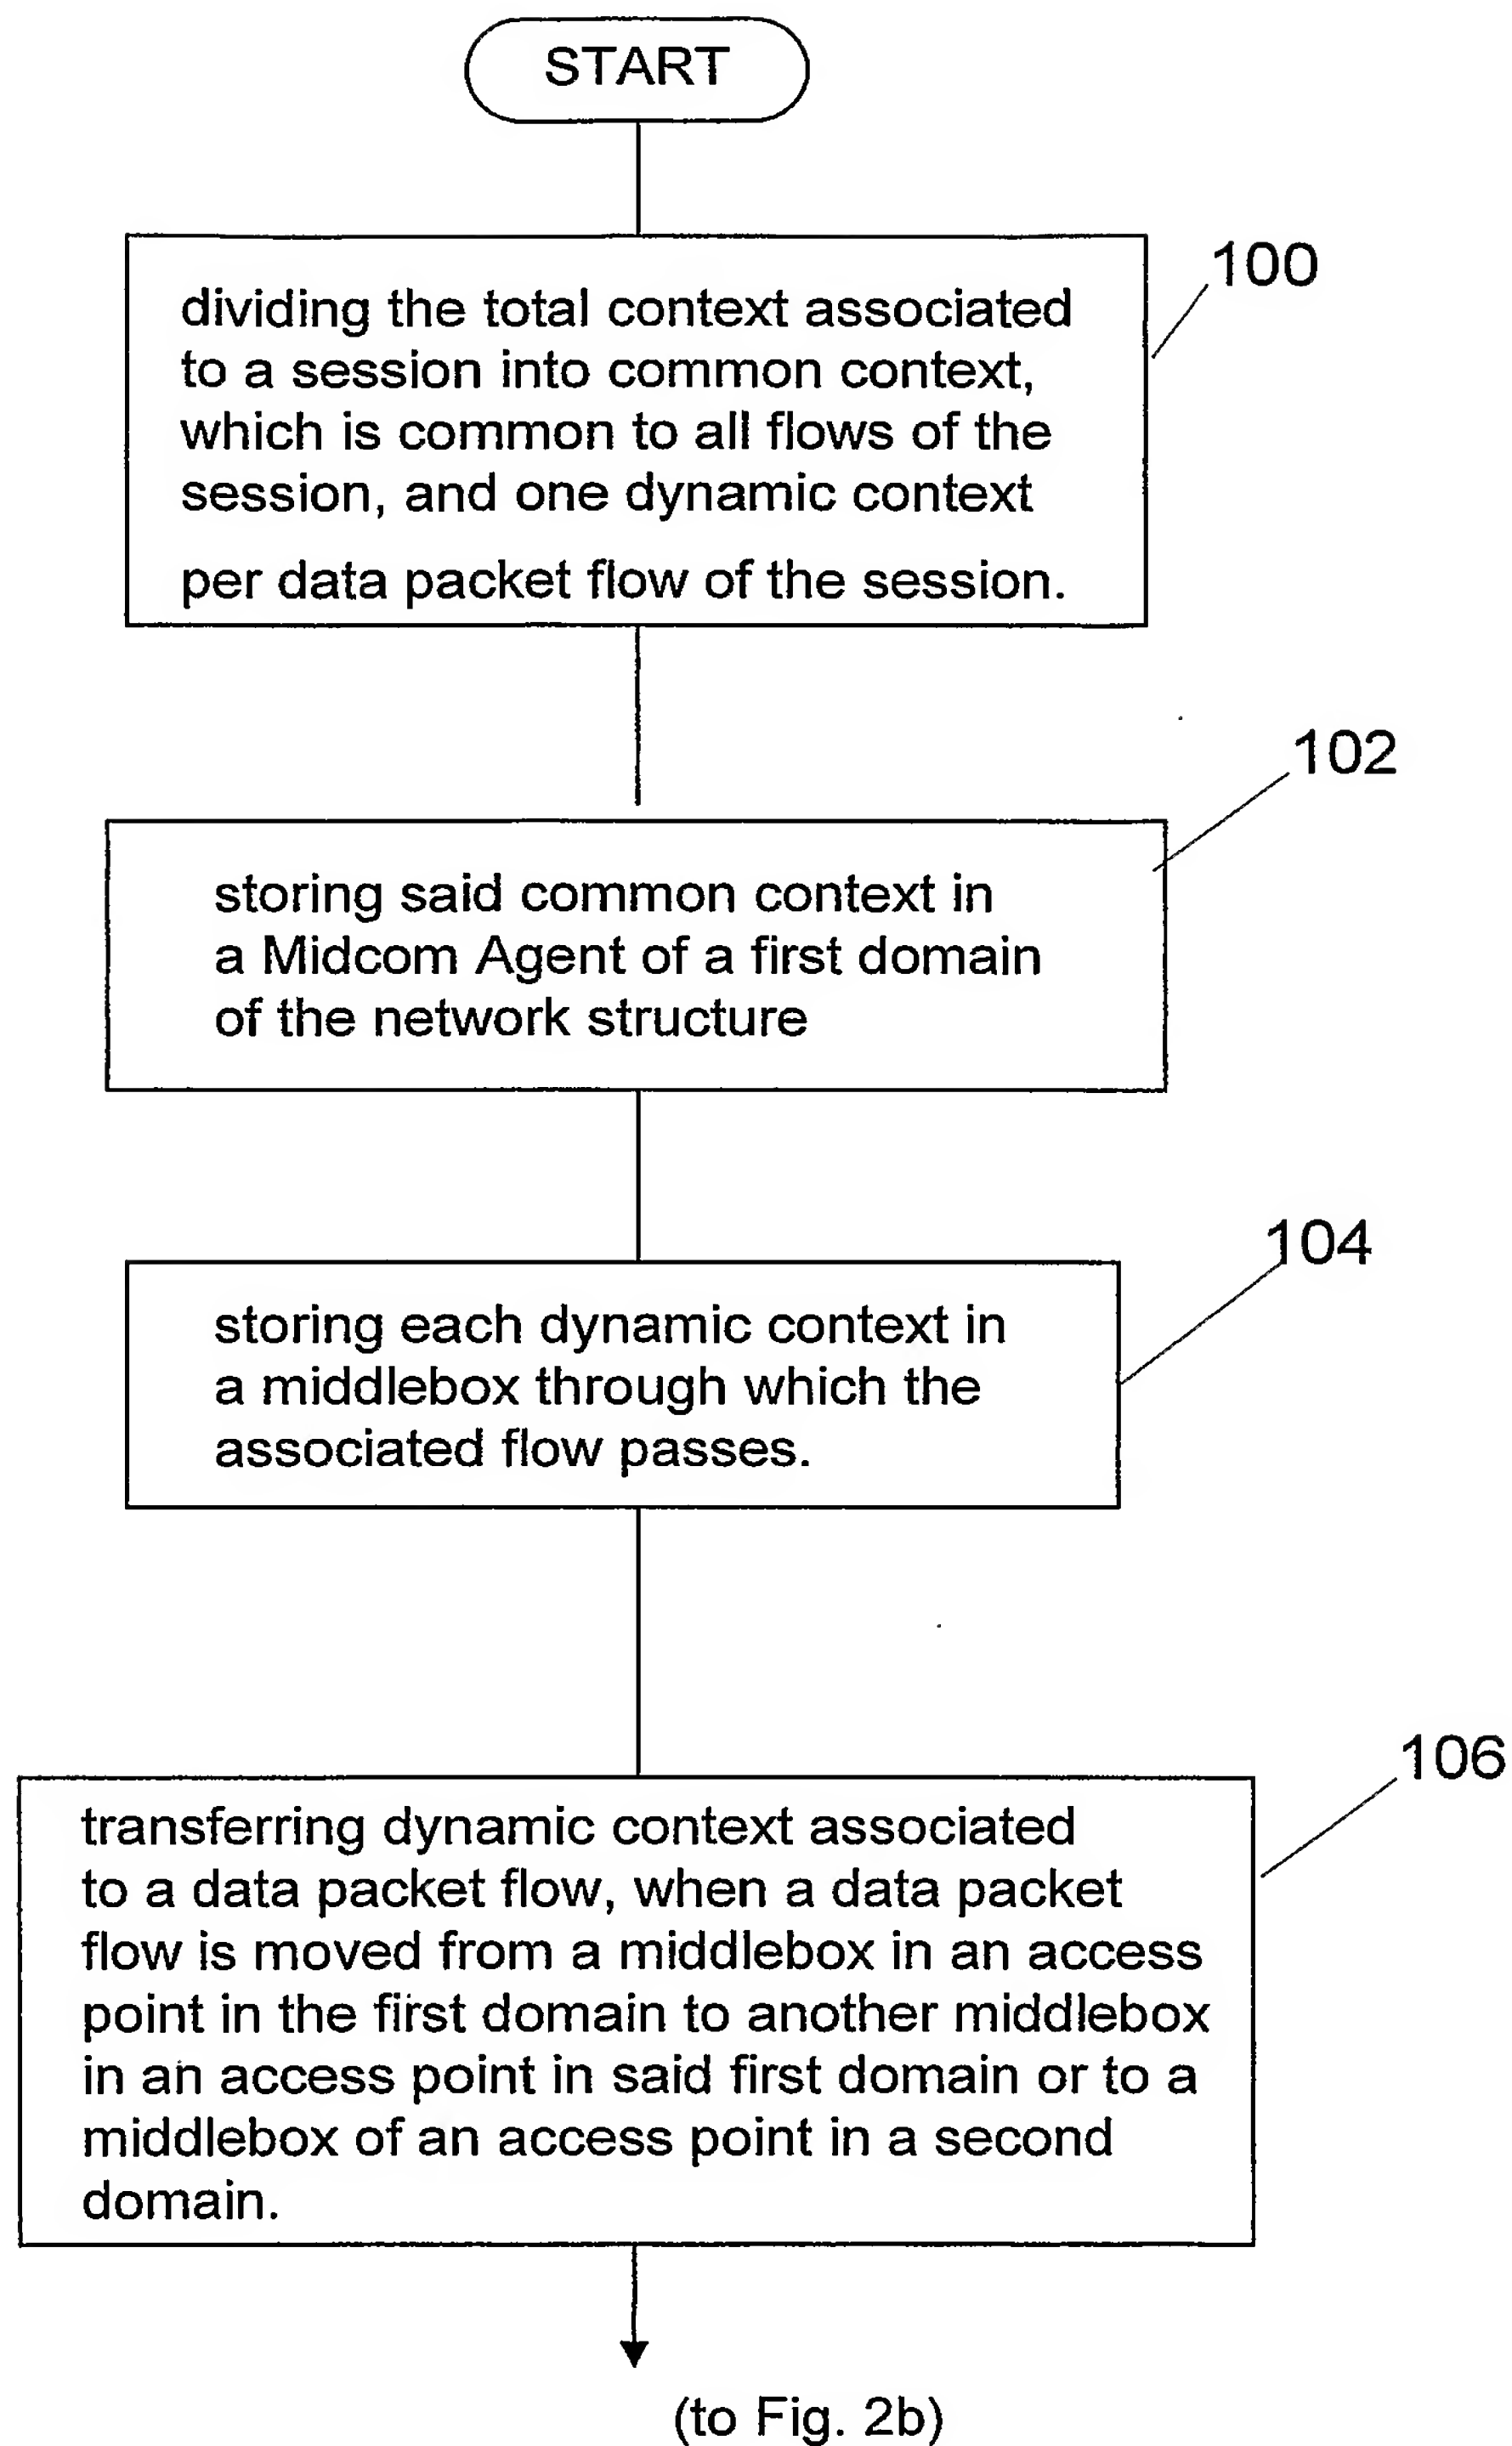 START
100
dividing the total context associated
to a session into common context,
which is common to all flows of the
session, and one dynamic context
per data packet flow of the session.
102
storing said common context in
a Midcom Agent of a first domain
of the network structure
104
storing each dynamic context in
a middlebox through which the
associated flow passes.
106
transferring dynamic context associated
to a data packet flow, when a data packet
flow is moved from a middlebox in an access
point in the first domain to another middlebox
in an access point in said first domain or to a
middlebox of an access point in a second
domain.
(to Fig. 2b)